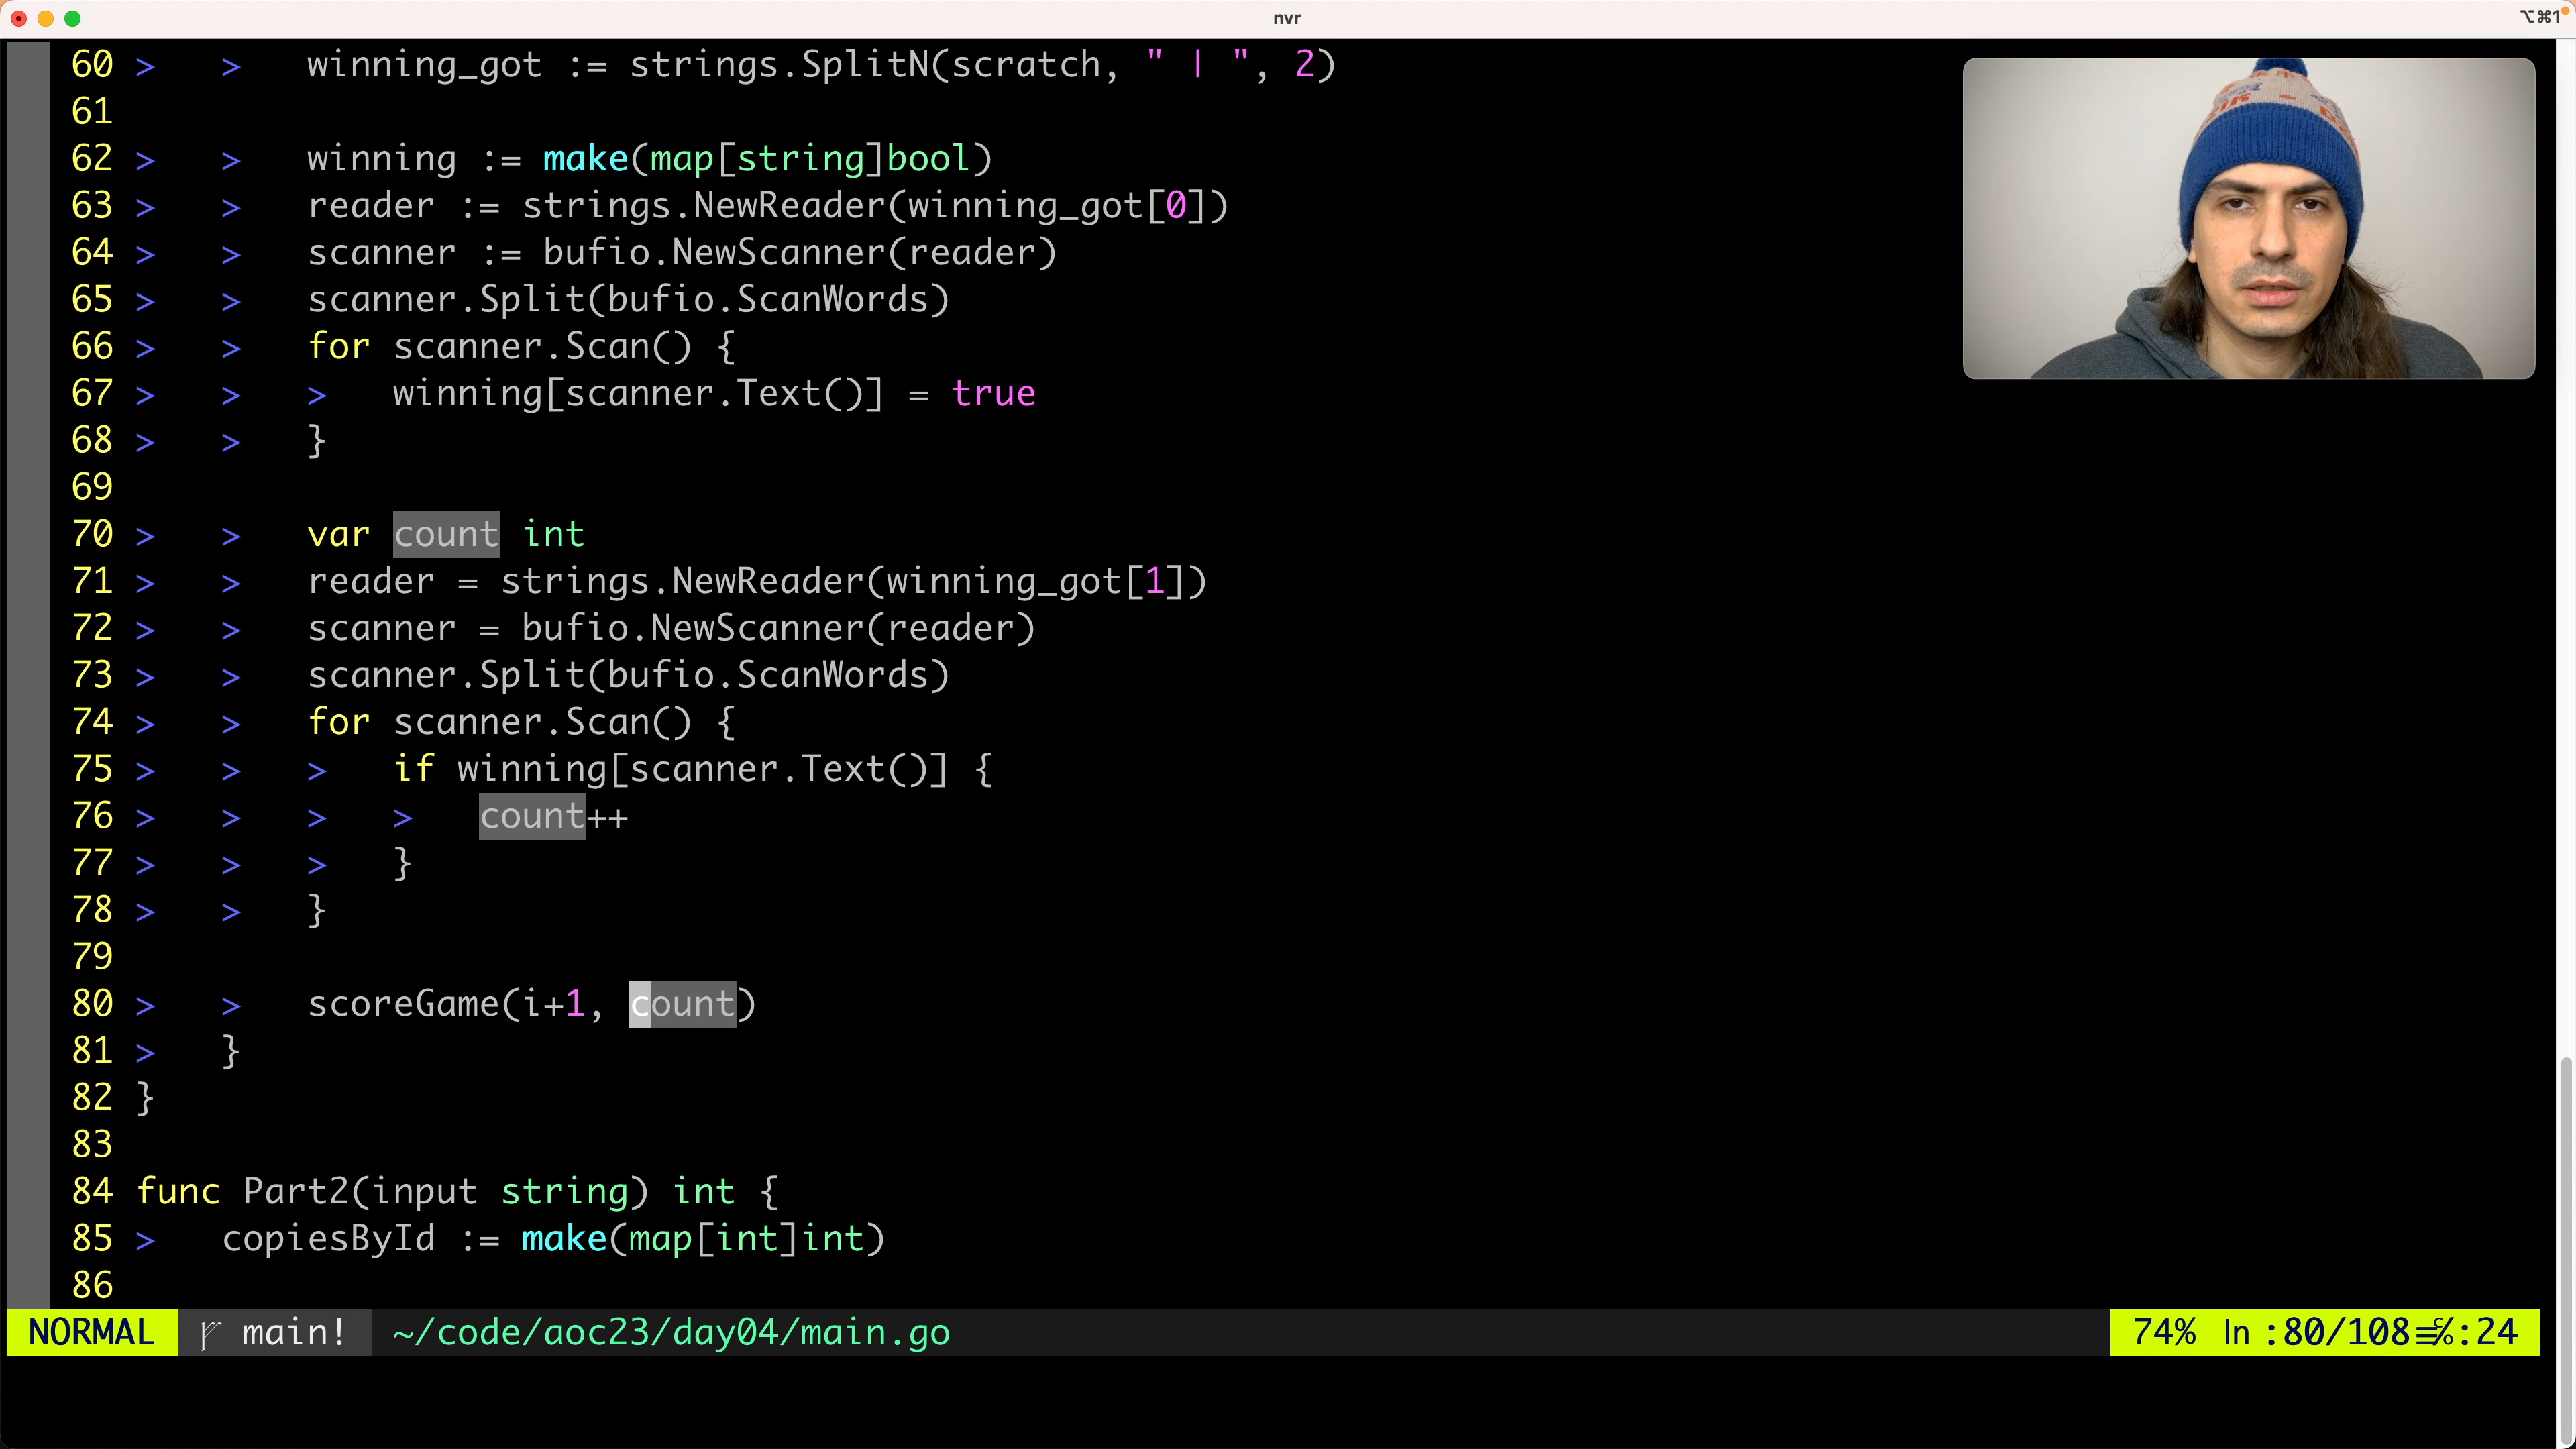 nvr
⌥⌘1
60 > > winning_got := strings.SplitN(scratch, " | ", 2)
61
62 > > winning := make(map[string]bool)
63 > > reader := strings.NewReader(winning_got[0])
64 > > scanner := bufio.NewScanner(reader)
65 > > scanner.Split(bufio.ScanWords)
66 > > for scanner.Scan() {
67 > > > winning[scanner.Text()] = true
68 > > }
69
70 > > var count int
71 > > reader = strings.NewReader(winning_got[1])
72 > > scanner = bufio.NewScanner(reader)
73 > > scanner.Split(bufio.ScanWords)
74 > > for scanner.Scan() {
75 > > > if winning[scanner.Text()] {
76 > > > > count++
77 > > > }
78 > > }
79
80 > > scoreGame(i+1, count)
81 > }
82 }
83
84 func Part2(input string) int {
85 > copiesById := make(map[int]int)
86
NORMAL main! ~/code/aoc23/day04/main.go 74% ln :80/108≡℅:24